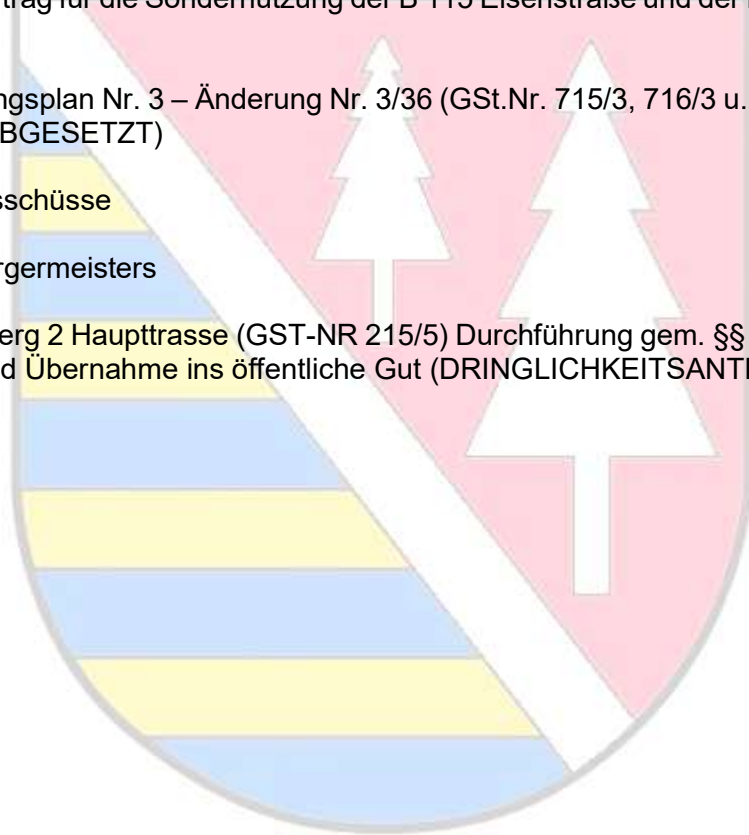 trag für die Sondernutzung der B 115 Eisenstraße und der
ngsplan Nr. 3 – Änderung Nr. 3/36 (GSt.Nr. 715/3, 716/3 u.
BGESETZT)
sschüsse
rgermeisters
erg 2 Haupttrasse (GST-NR 215/5) Durchführung gem. §§
d Übernahme ins öffentliche Gut (DRINGLICHKEITSANT